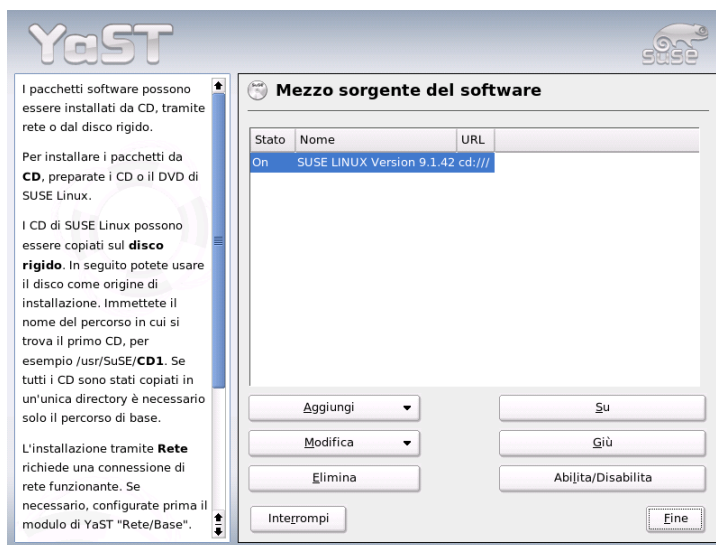 YaST
SUSE
I pacchetti software possono
essere installati da CD, tramite
rete o dal disco rigido.
Per installare i pacchetti da
CD, preparate i CD o il DVD di
SUSE Linux.
I CD di SUSE Linux possono
essere copiati sul disco
rigido. In seguito potete usare
il disco come origine di
installazione. Immettete il
nome del percorso in cui si
trova il primo CD, per
esempio /usr/SuSE/CD1. Se
tutti i CD sono stati copiati in
un'unica directory è necessario
solo il percorso di base.
L'installazione tramite Rete
richiede una connessione di
rete funzionante. Se
necessario, configurate prima il
modulo di YaST "Rete/Base".
Mezzo sorgente del software
Stato Nome URL
On SUSE LINUX Version 9.1.42 cd:///
Aggiungi Su
Modifica Giù
Elimina Abilita/Disabilita
Interrompi Fine